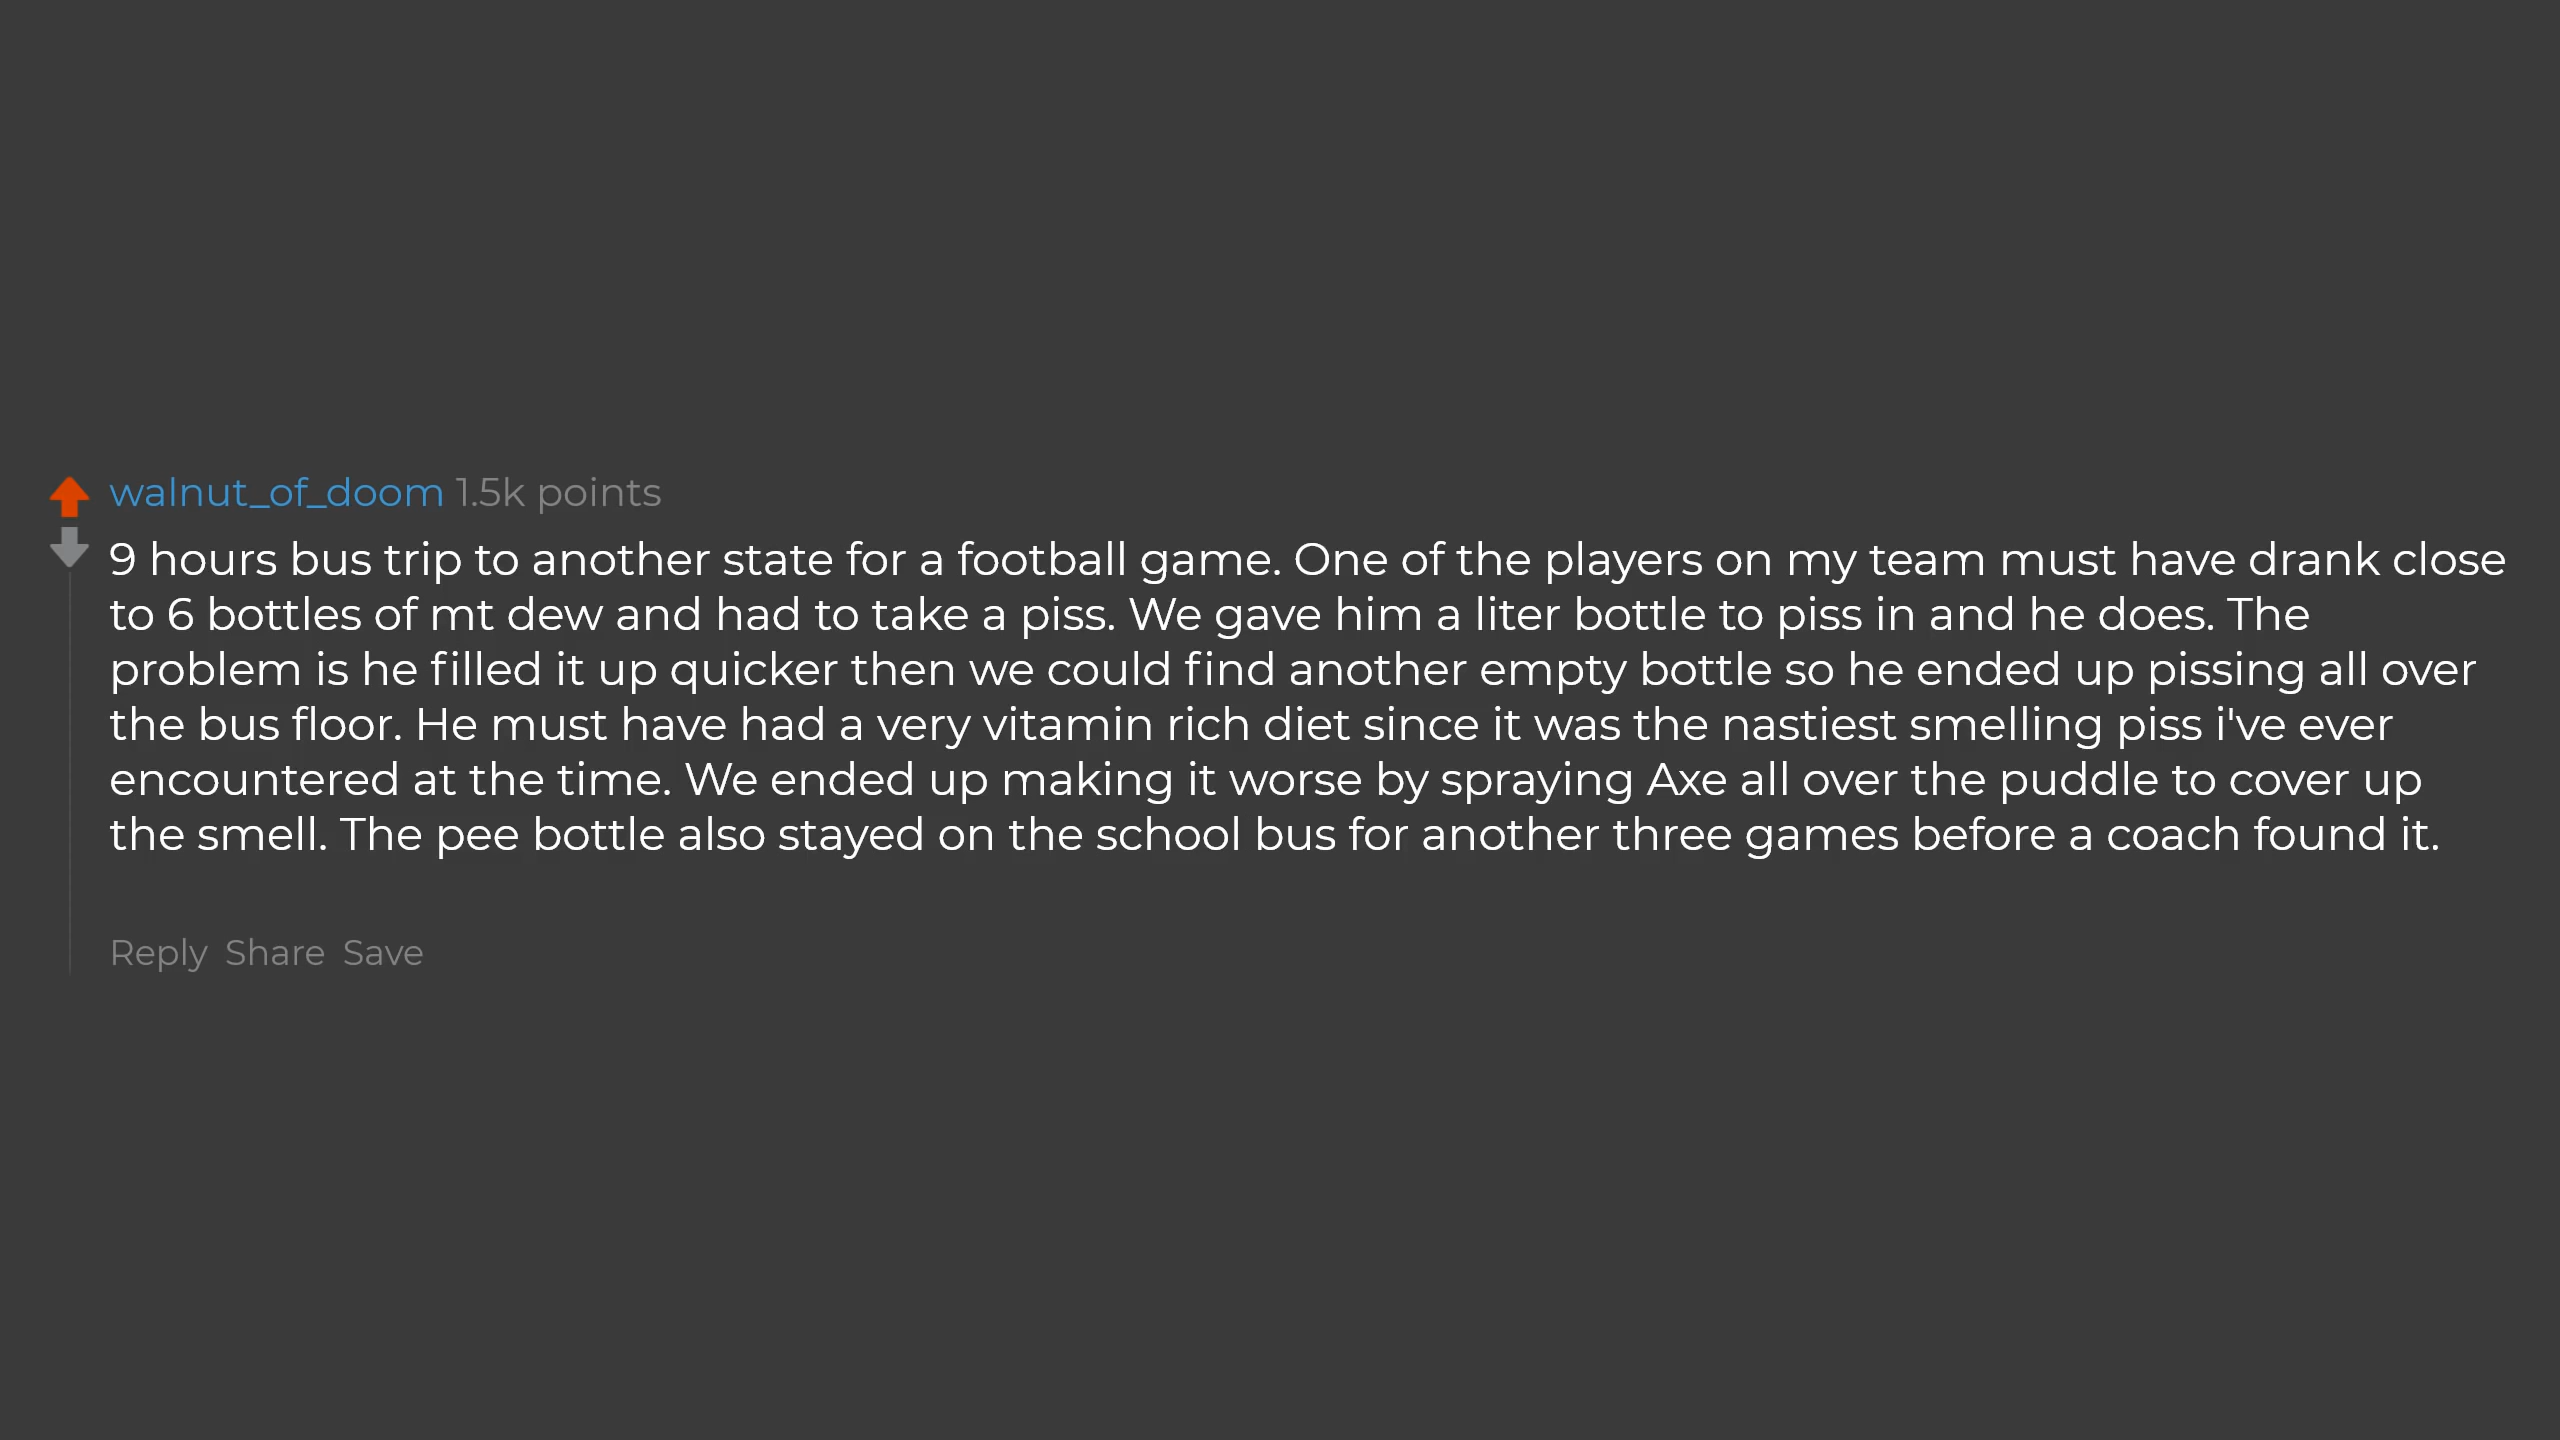 walnut_of_doom 1.5k points
9 hours bus trip to another state for a football game. One of the players on my team must have drank close
to 6 bottles of mt dew and had to take a piss. We gave him a liter bottle to piss in and he does. The
problem is he filled it up quicker then we could find another empty bottle so he ended up pissing all over
the bus floor. He must have had a very vitamin rich diet since it was the nastiest smelling piss i've ever
encountered at the time. We ended up making it worse by spraying Axe all over the puddle to cover up
the smell. The pee bottle also stayed on the school bus for another three games before a coach found it.
Reply Share Save